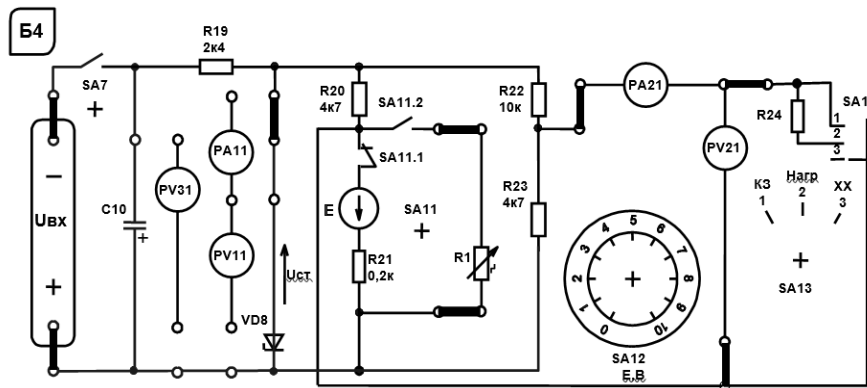 Б4
SA7
R19
2к4
Uвх
C10
PV31
PA11
PV11
Uст
VD8
R20
4к7
SA11.2
SA11.1
E
SA11
R21
0,2к
R1
r
R22
10к
R23
4к7
PA21
PV21
R24
SA1
1
2
3
КЗ
1
Нагр
2
ХХ
3
SA13
0
1
2
3
4
5
6
7
8
9
10
SA12
E,В